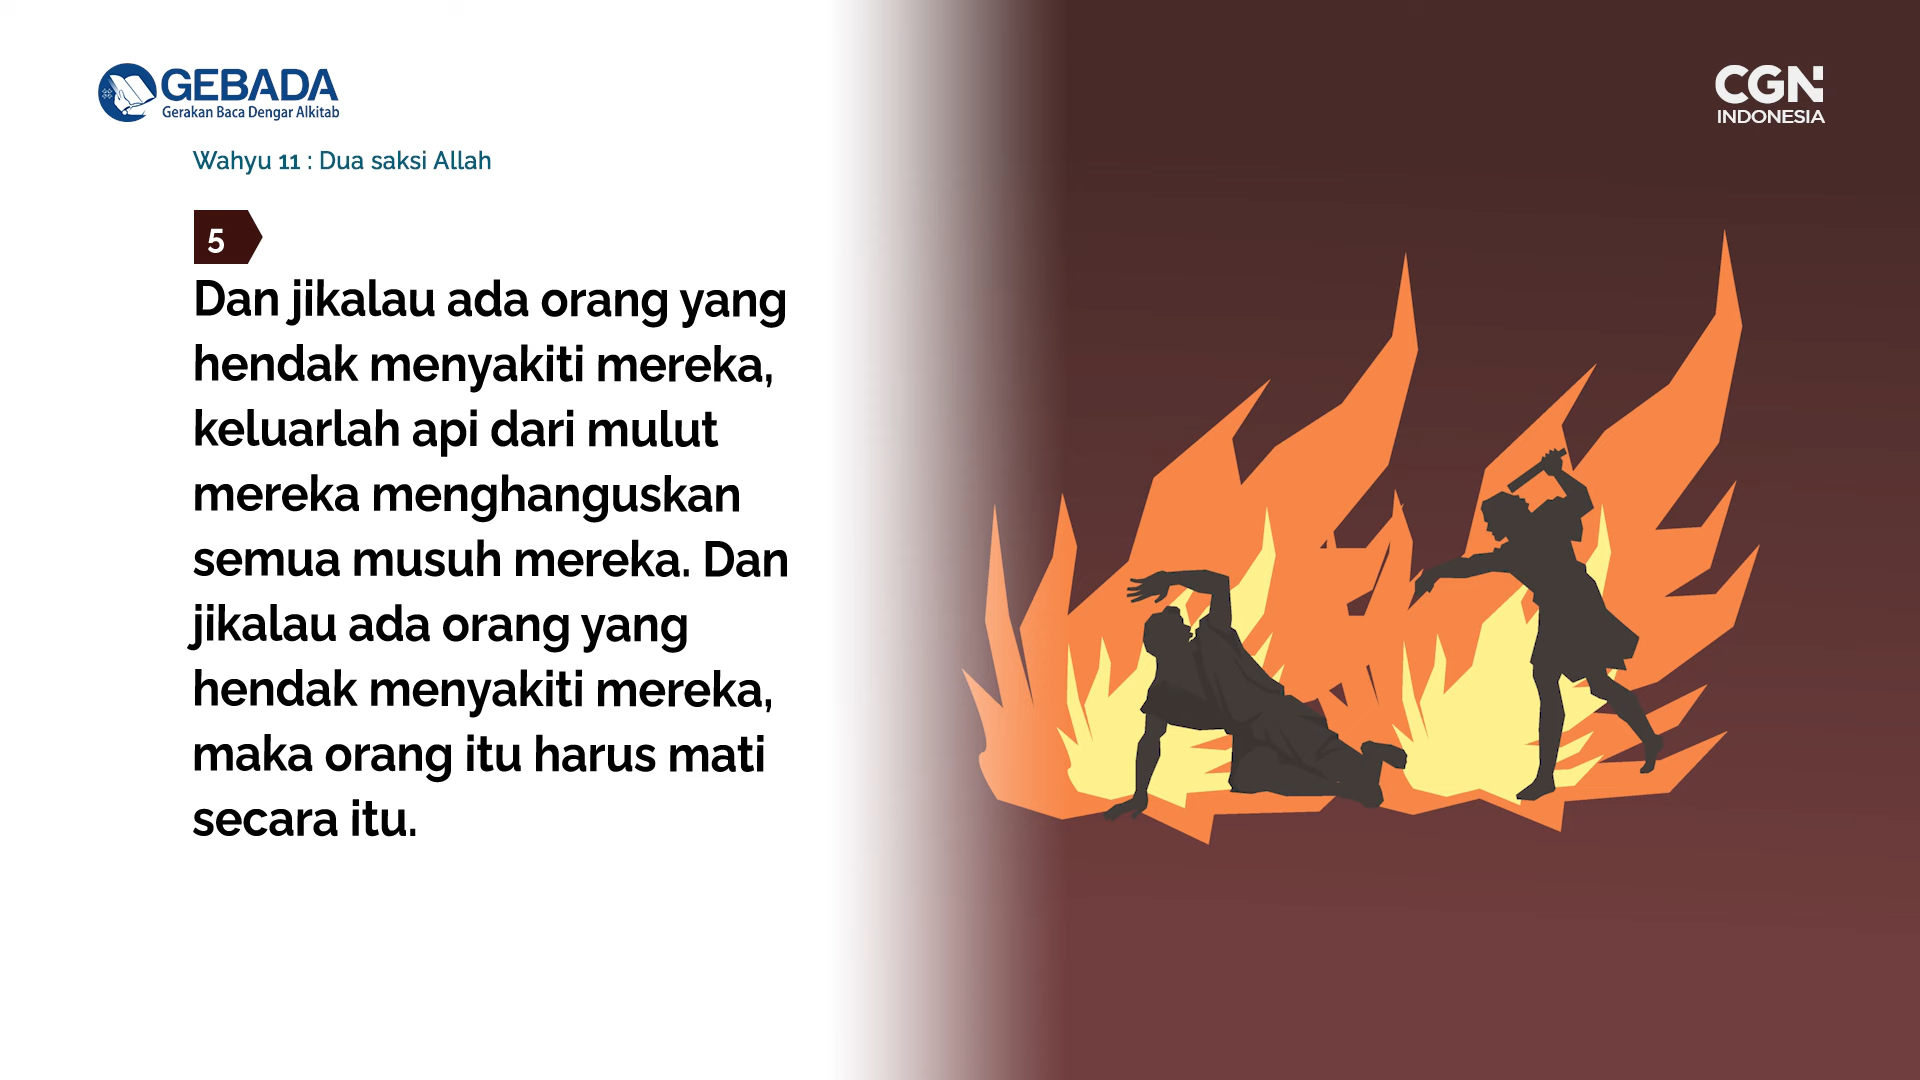 GEBADA
Gerakan Baca Dengar Alkitab
CGN
INDONESIA
Wahyu 11 : Dua saksi Allah
5
Dan jikalau ada orang yang
hendak menyakiti mereka,
keluarlah api dari mulut
mereka menghanguskan
semua musuh mereka. Dan
jikalau ada orang yang
hendak menyakiti mereka,
maka orang itu harus mati
secara itu.